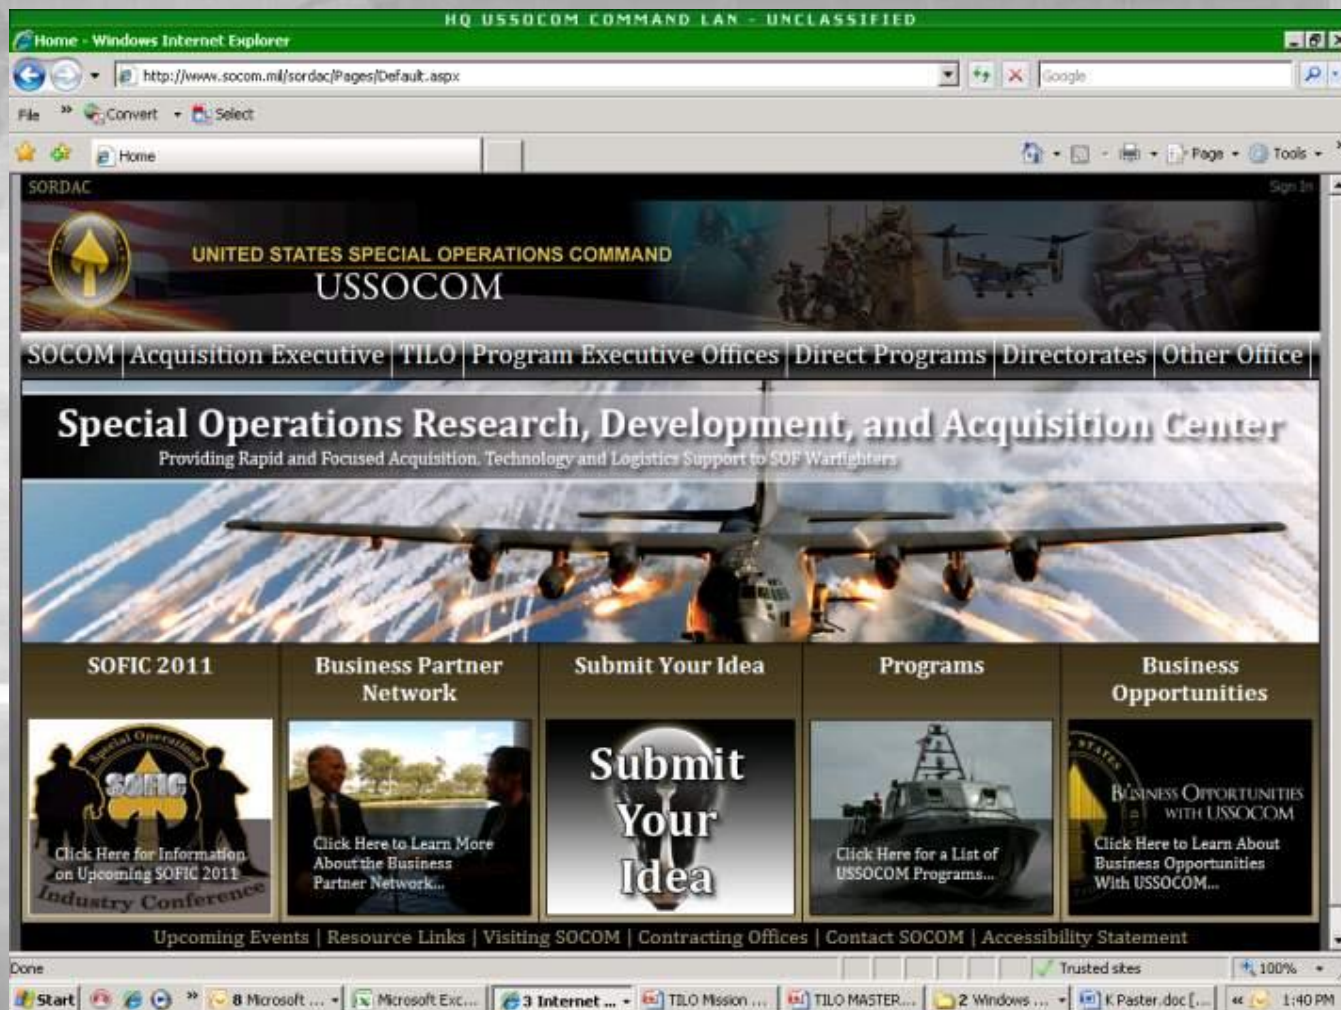 HQ USSOCOM COMMAND LAN - UNCLASSIFIED
Home - Windows Internet Explorer
http://www.socom.mil/sordac/Pages/Default.aspx
Google
File » Convert Select
Home
Page Tools »
SORDAC
Sign In
UNITED STATES SPECIAL OPERATIONS COMMAND
USSOCOM
SOCOM | Acquisition Executive | TILO | Program Executive Offices | Direct Programs | Directorates | Other Office
Special Operations Research, Development, and Acquisition Center
Providing Rapid and Focused Acquisition, Technology and Logistics Support to SOF Warfighters
SOFIC 2011
Special Operations
SOFIC
Click Here for Information
on Upcoming SOFIC 2011
Industry Conference
Business Partner
Network
Click Here to Learn More
About the Business
Partner Network...
Submit Your Idea
Submit
Your
Idea
Programs
Click Here for a List of
USSOCOM Programs...
Business
Opportunities
STATES
BUSINESS OPPORTUNITIES
WITH USSOCOM
Click Here to Learn About
Business Opportunities
With USSOCOM...
Upcoming Events | Resource Links | Visiting SOCOM | Contracting Offices | Contact SOCOM | Accessibility Statement
Done
Trusted sites
100%
Start » 8 Microsoft ... Microsoft Exc... 3 Internet ... TILO Mission ... TILO MASTER... 2 Windows ... K Paster.doc [... « 1:40 PM